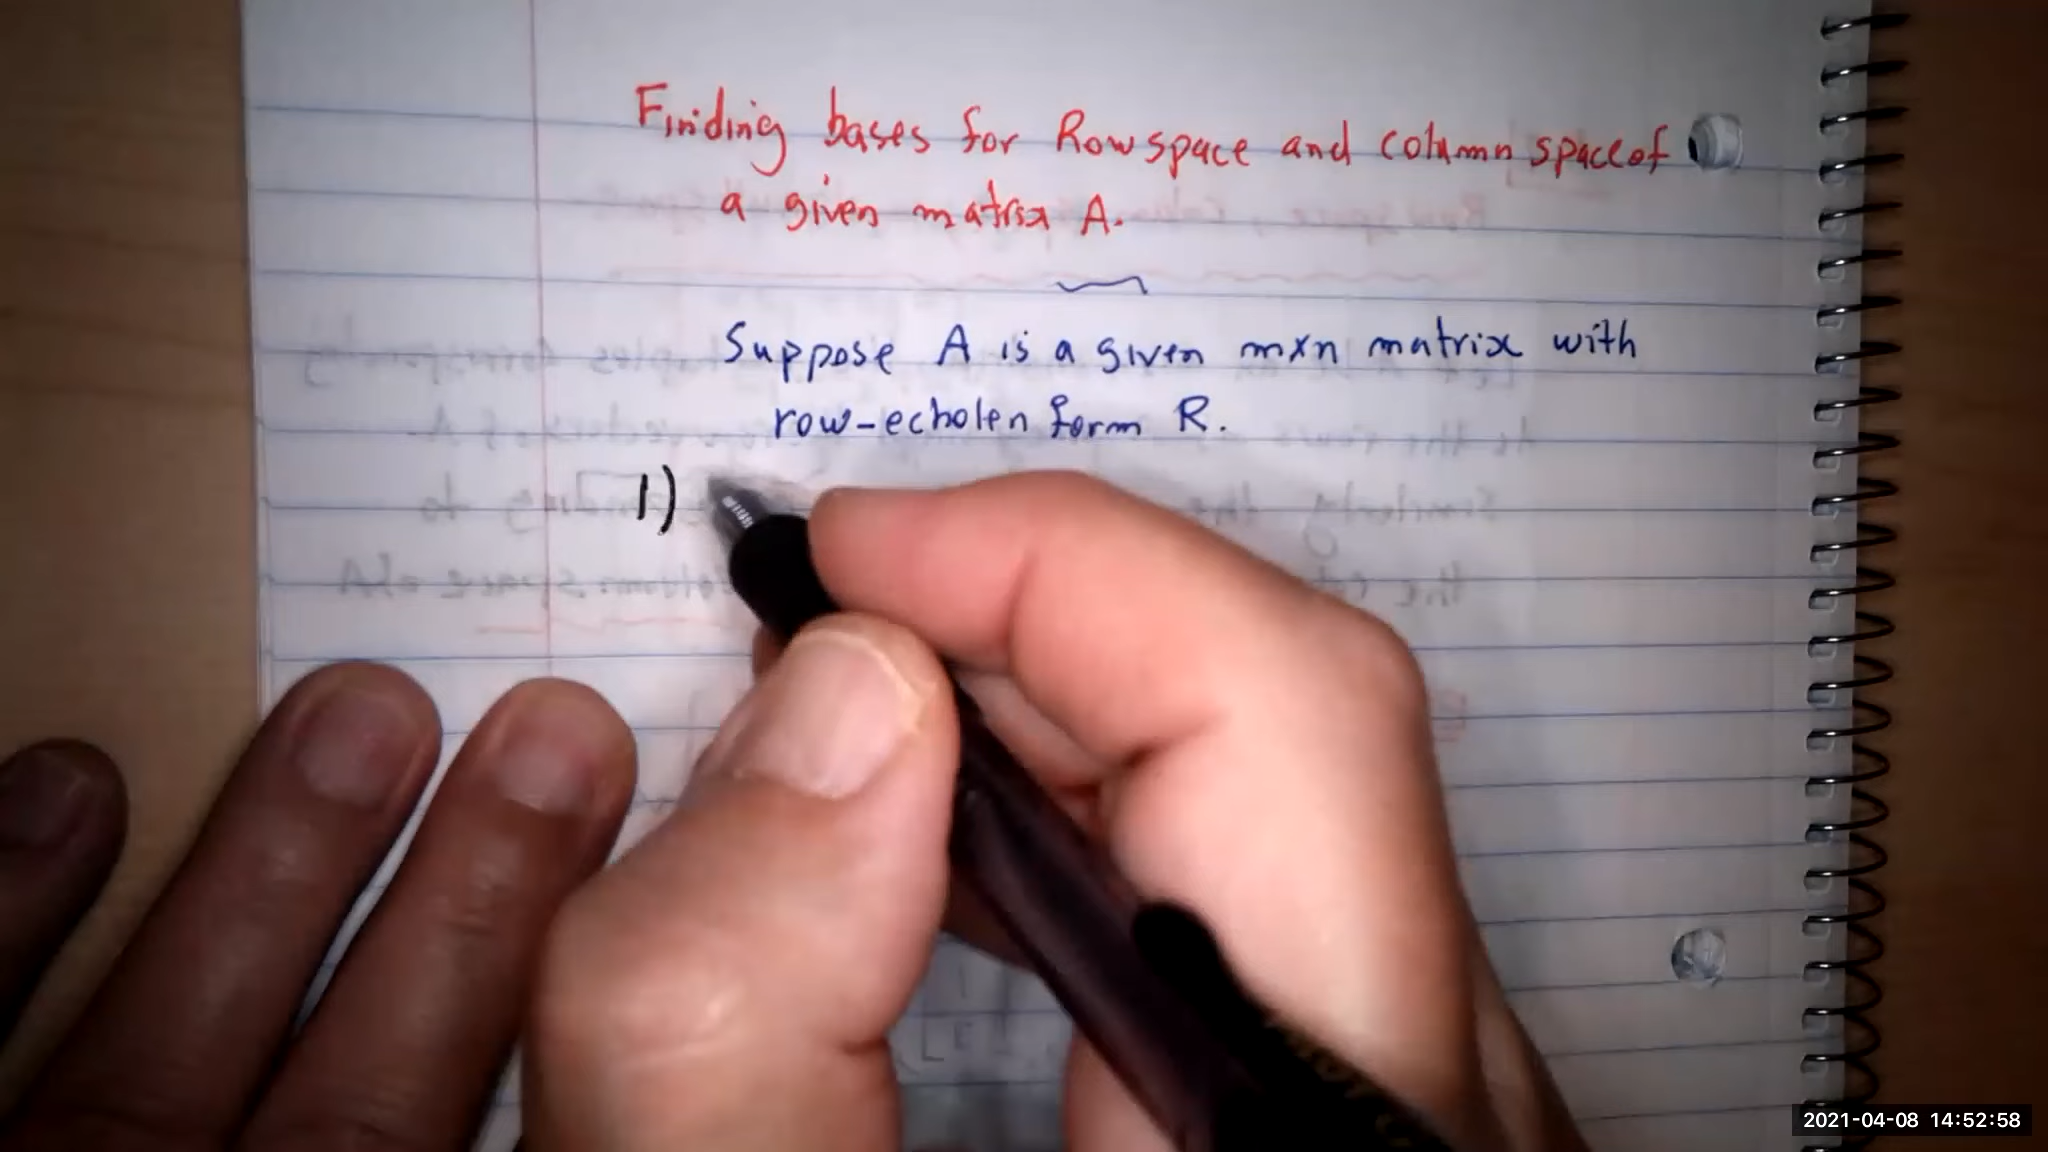 Finding bases for Row space and column space of
a given matrix A.
Suppose A is a given mxn matrix with
row-echolen form R.
1)
2021-04-08 14:52:58